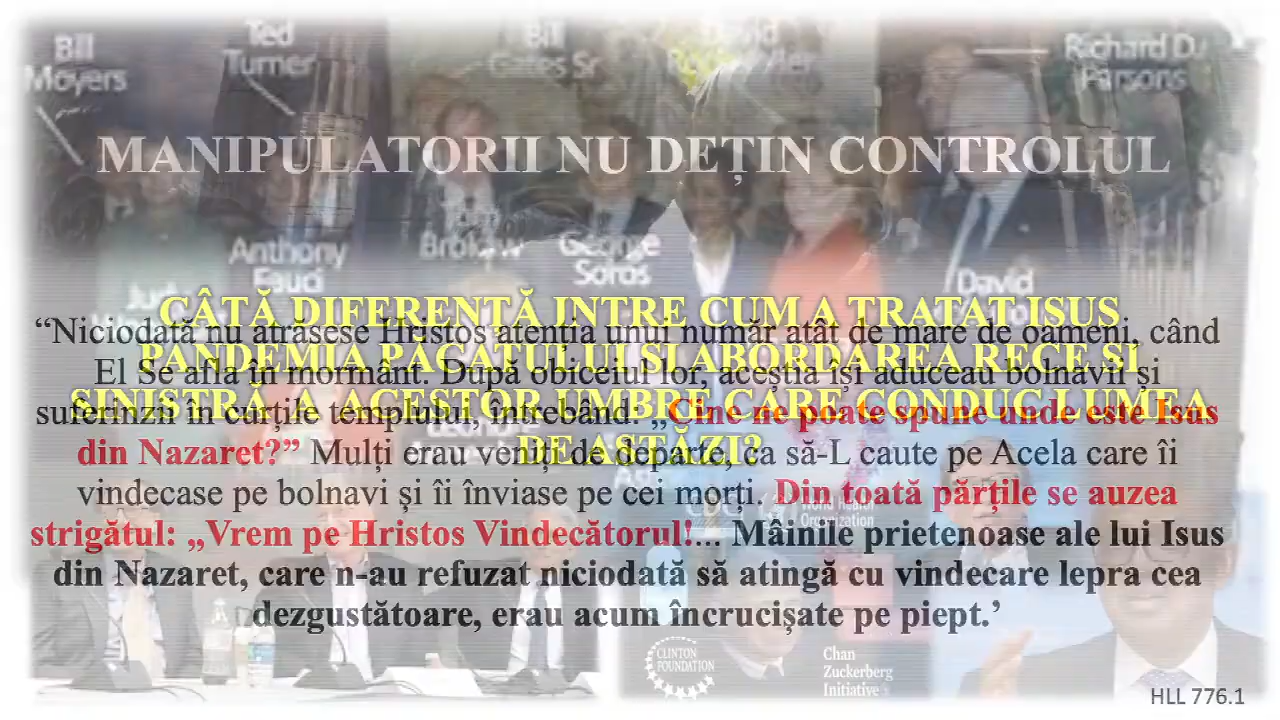 Bill
Moyers
Ted
Turner
Bill
Gates Sr
David
Richard D.
Parsons
MANIPULATORII NU DEȚIN CONTROLUL
Anthony
Fauci
Tom
Brokaw
George
Soros
David
CÂTĂ DIFERENȚĂ INTRE CUM A TRATAT ISUS
PANDEMIA PĂCATULUI ȘI ABORDAREA RECE ȘI
SINISTRĂ A ACESTOR UMBRE CARE CONDUC LUMEA
DE ASTĂZI?
“Niciodată nu atrăsese Hristos atenția unui număr atât de mare de oameni, când
El Se afla în mormânt. După obiceiul lor, aceștia își aduceau bolnavii și
suferinzii în curțile templului, întrebând: „Cine ne poate spune unde este Isus
din Nazaret?” Mulți erau veniți de departe, ca să-L caute pe Acela care îi
vindecase pe bolnavi și îi înviase pe cei morți. Din toată părțile se auzea
strigătul: „Vrem pe Hristos Vindecătorul!... Mâinile prietenoase ale lui Isus
din Nazaret, care n-au refuzat niciodată să atingă cu vindecare lepra cea
dezgustătoare, erau acum încrucișate pe piept.’
World Health
Organization
CLINTON
FOUNDATION
Chan
Zuckerberg
Initiative
HLL 776.1